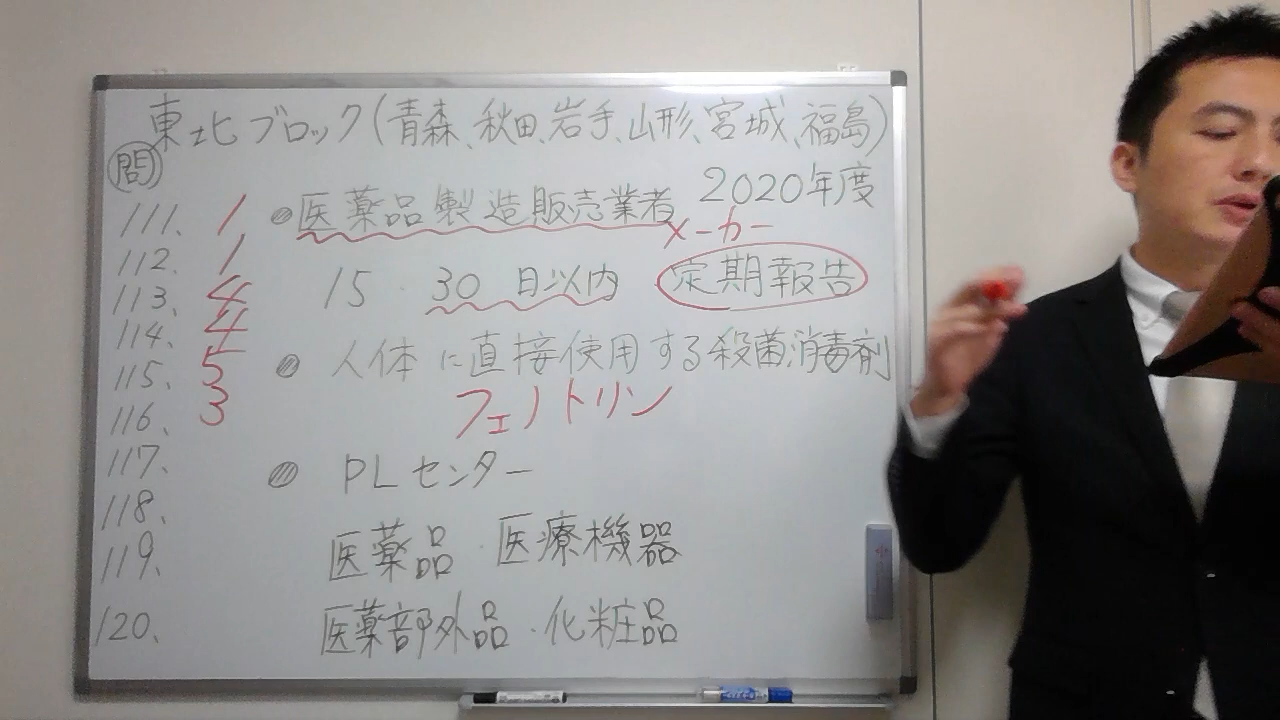 東北ブロック(青森、秋田、岩手、山形、宮城、福島)
問
2020年度
111. 1
医薬品製造販売業者
メーカー
112. 1
15・30日以内 定期報告
113. 4
114. 4
人体に直接使用する殺菌消毒剤
115. 5
フェノトリン
116. 3
117.
PLセンター
118.
医薬品・医療機器
119.
120.
医薬部外品・化粧品